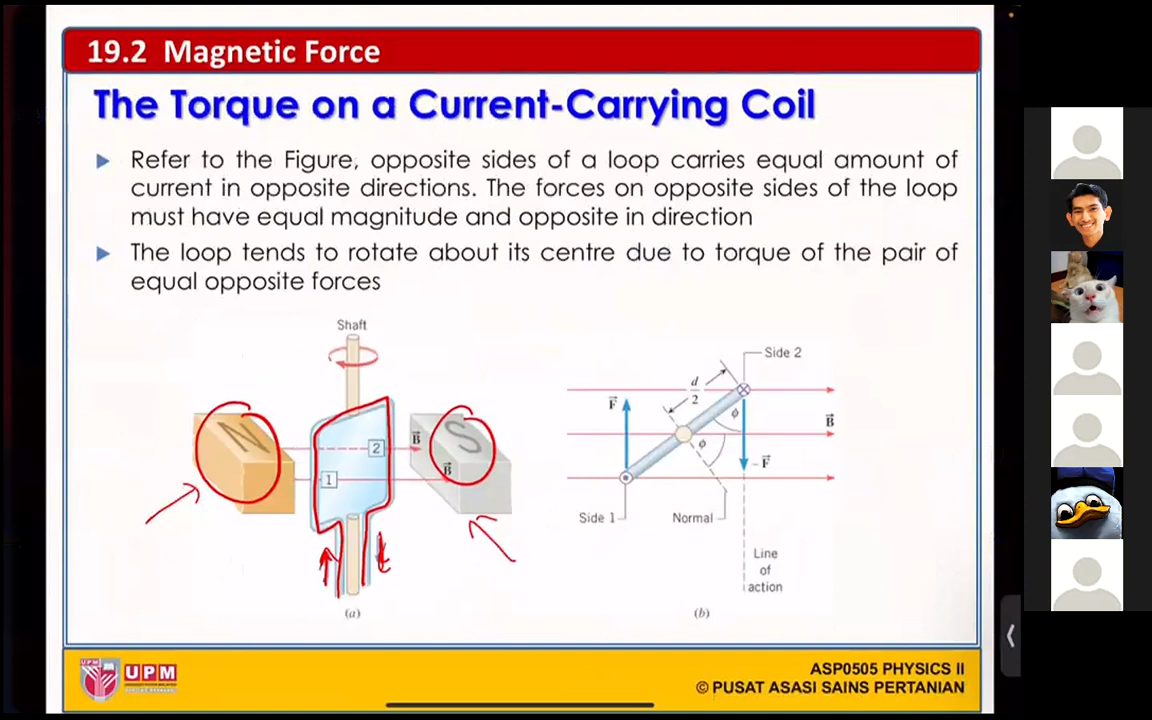 19.2 Magnetic Force
The Torque on a Current-Carrying Coil
Refer to the Figure, opposite sides of a loop carries equal amount of
current in opposite directions. The forces on opposite sides of the loop
must have equal magnitude and opposite in direction
The loop tends to rotate about its centre due to torque of the pair of
equal opposite forces
Shaft
N
S
B
B
1
2
(a)
Side 2
d
2
F
ϕ
ϕ
B
- F
Side 1
Normal
Line
of
action
(b)
UPM
UPM
ASP0505 PHYSICS II
© PUSAT ASASI SAINS PERTANIAN